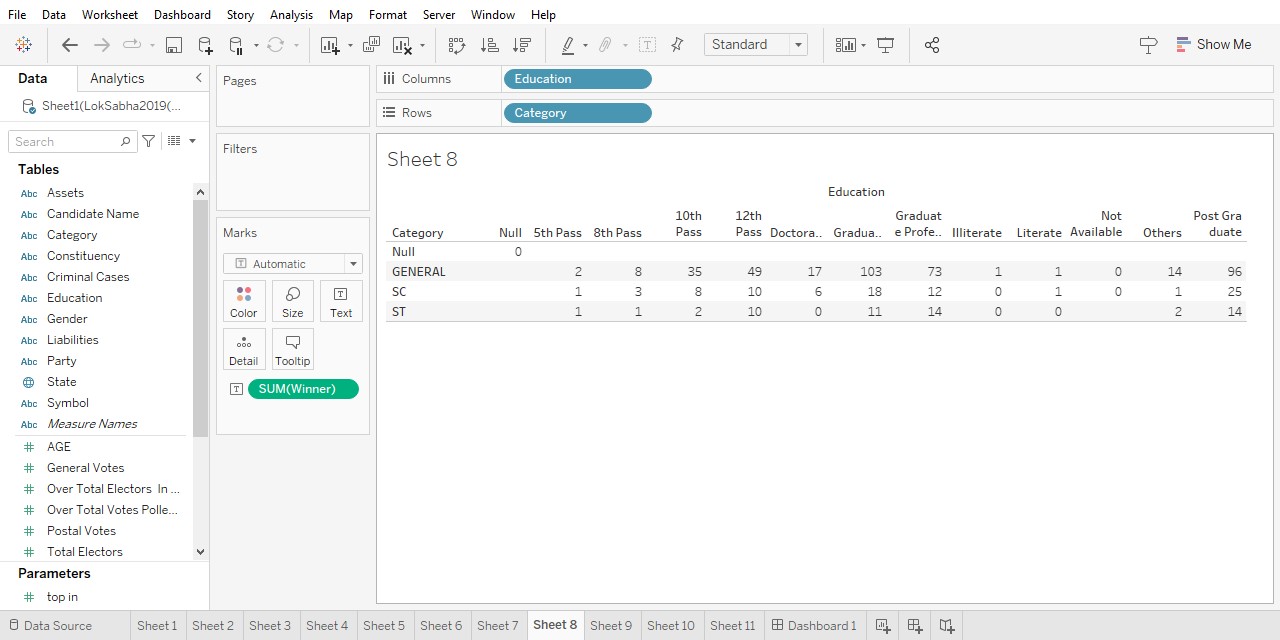 File Data Worksheet Dashboard Story Analysis Map Format Server Window Help
Standard
Show Me
Data Analytics
Sheet1(LokSabha2019(...
Search
Tables
Abc Assets
Abc Candidate Name
Abc Category
Abc Constituency
Abc Criminal Cases
Abc Education
Abc Gender
Abc Liabilities
Abc Party
State
Abc Symbol
Abc Measure Names
# AGE
# General Votes
# Over Total Electors In ...
# Over Total Votes Polle...
# Postal Votes
# Total Electors
Parameters
# top in
Pages
Filters
Marks
T Automatic
Color Size Text
Detail Tooltip
T SUM(Winner)
Columns Education
Rows Category
Sheet 8
Education
Category Null 5th Pass 8th Pass 10th Pass 12th Pass Doctora.. Gradua.. Graduat e Profe.. Illiterate Literate Not Available Others Post Gra duate
Null 0
GENERAL 2 8 35 49 17 103 73 1 1 0 14 96
SC 1 3 8 10 6 18 12 0 1 0 1 25
ST 1 1 2 10 0 11 14 0 0 2 14
Data Source Sheet 1 Sheet 2 Sheet 3 Sheet 4 Sheet 5 Sheet 6 Sheet 7 Sheet 8 Sheet 9 Sheet 10 Sheet 11 Dashboard 1